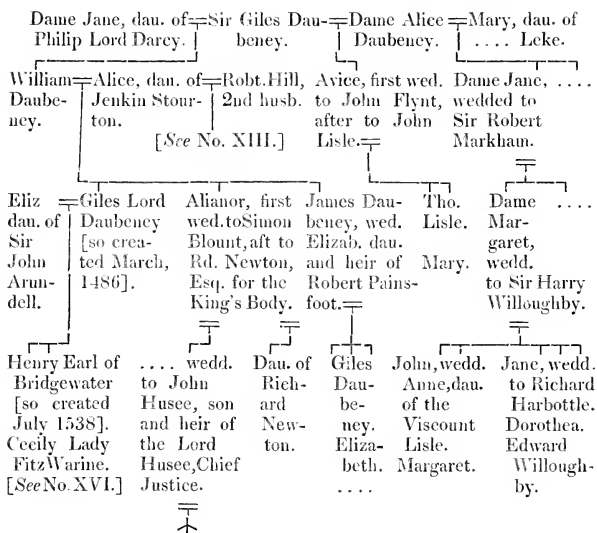 Dame Jane, dau. of
Philip Lord Darcy.
Sir Giles Dau-
beney.
Dame Alice
Daubeney.
Mary, dau. of
.... Leke.
William
Daube-
ney.
Alice, dau. of
Jenkin Stour-
ton.
Robt. Hill,
2nd husb.
[See No. XIII.]
Avice, first wed.
to John Flynt,
after to John
Lisle.
Dame Jane,
wedded to
Sir Robert
Markham.
....
Eliz
dau. of
Sir
John
Arun-
dell.
Giles Lord
Daubeney
[so crea-
ted March,
1486].
Alianor, first
wed. to Simon
Blount, aft to
Rd. Newton,
Esq. for the
King's Body.
James Dau-
beney, wed.
Elizab. dau.
and heir of
Robert Pains-
foot.
Tho.
Lisle.
Mary.
Dame
Mar-
garet,
wedd.
to Sir Harry
Willoughby.
....
Henry Earl of
Bridgewater
[so created
July 1538].
Cecily Lady
FitzWarine.
[See No. XVI.]
.... wedd.
to John
Husee, son
and heir of
the Lord
Husee, Chief
Justice.
Dau. of
Rich-
ard
New-
ton.
Giles
Dau-
be-
ney.
Eliza-
beth.
....
John, wedd.
Anne, dau.
of the
Viscount
Lisle.
Margaret.
Jane, wedd.
to Richard
Harbottle.
Dorothea.
Edward
Willough-
by.